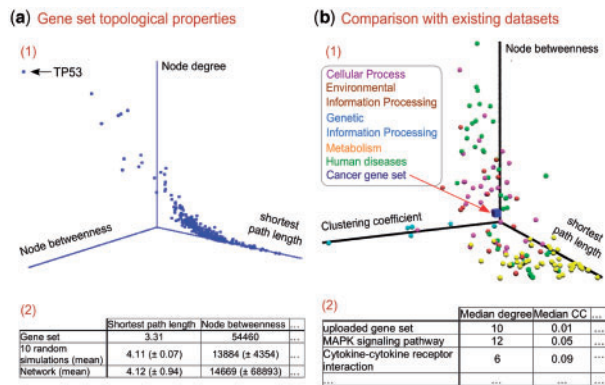 (a) Gene set topological properties
(1)
TP53
Node degree
Node betweenness
shortest
path length
(2)
Shortest path length Node betweenness ...
Gene set 3.31 54460 ...
10 random
simulations (mean) 4.11 (± 0.07) 13884 (± 4354) ...
Network (mean) 4.12 (± 0.94) 14669 (± 68893) ...
(b) Comparison with existing datasets
(1)
Node betweenness
Cellular Process
Environmental
Information Processing
Genetic
Information Processing
Metabolism
Human diseases
Cancer gene set
Clustering coefficient
shortest
path length
(2)
Median degree Median CC ...
uploaded gene set 10 0.01 ...
MAPK signaling pathway 12 0.05 ...
Cytokine-cytokine receptor
interaction 6 0.09 ...
... ... ...